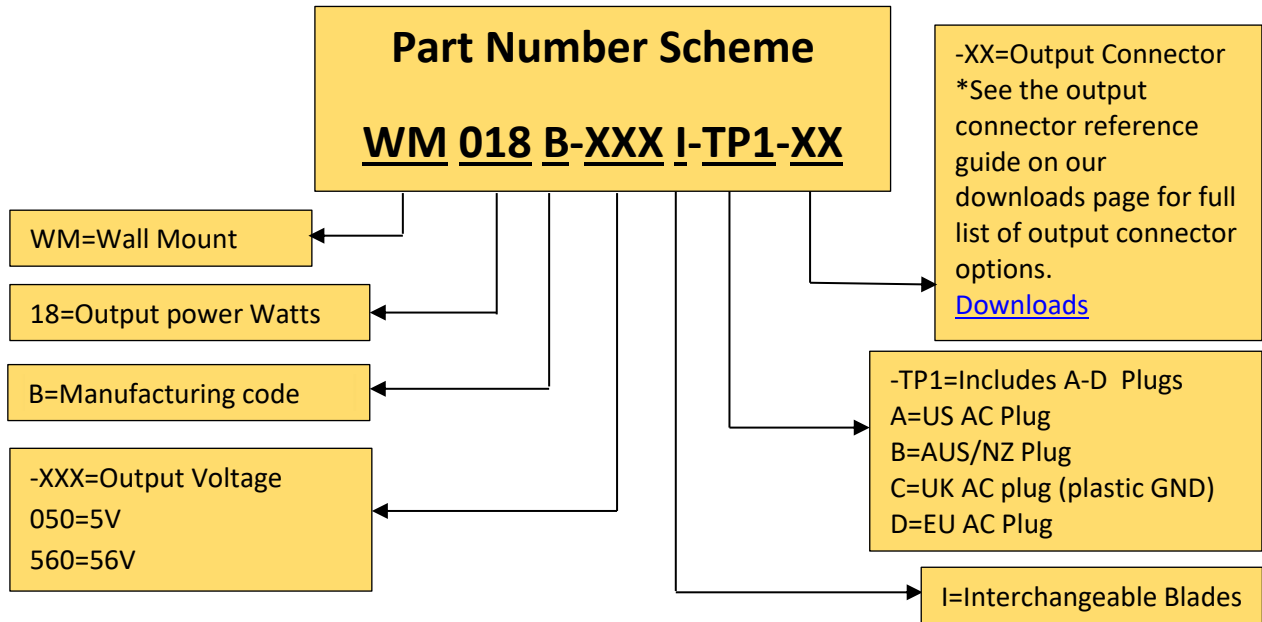 Part Number Scheme
WM 018 B-XXX I-TP1-XX
WM=Wall Mount
18=Output power Watts
B=Manufacturing code
-XXX=Output Voltage
050=5V
560=56V
-XX=Output Connector
*See the output
connector reference
guide on our
downloads page for full
list of output connector
options.
Downloads
-TP1=Includes A-D Plugs
A=US AC Plug
B=AUS/NZ Plug
C=UK AC plug (plastic GND)
D=EU AC Plug
I=Interchangeable Blades